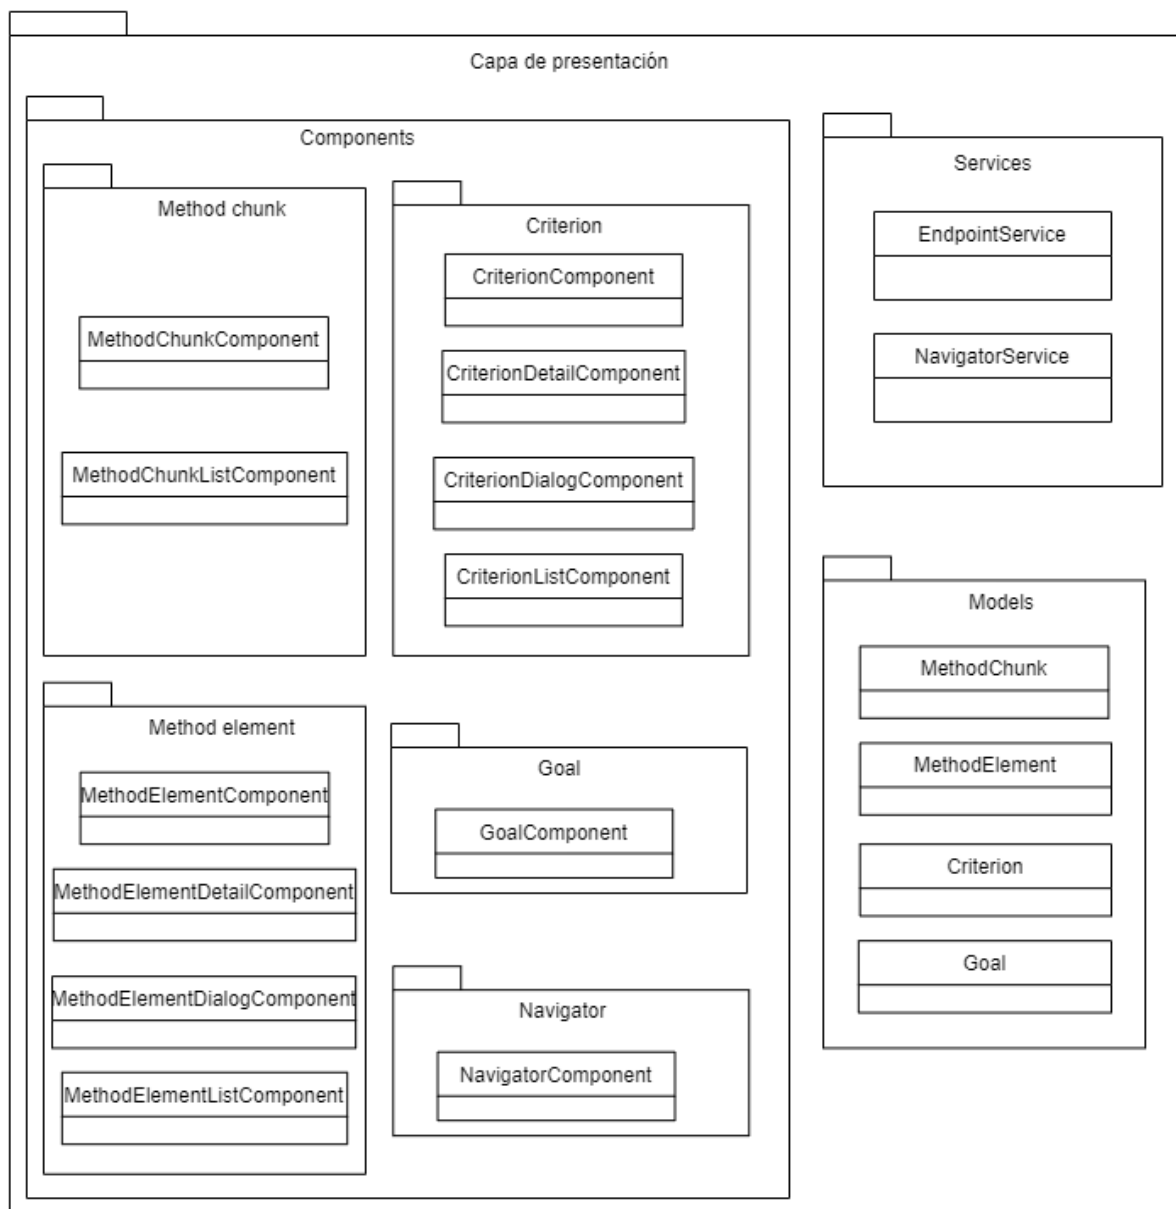 Capa de presentación
Components
Method chunk
MethodChunkComponent
MethodChunkListComponent
Criterion
CriterionComponent
CriterionDetailComponent
CriterionDialogComponent
CriterionListComponent
Method element
MethodElementComponent
MethodElementDetailComponent
MethodElementDialogComponent
MethodElementListComponent
Goal
GoalComponent
Navigator
NavigatorComponent
Services
EndpointService
NavigatorService
Models
MethodChunk
MethodElement
Criterion
Goal